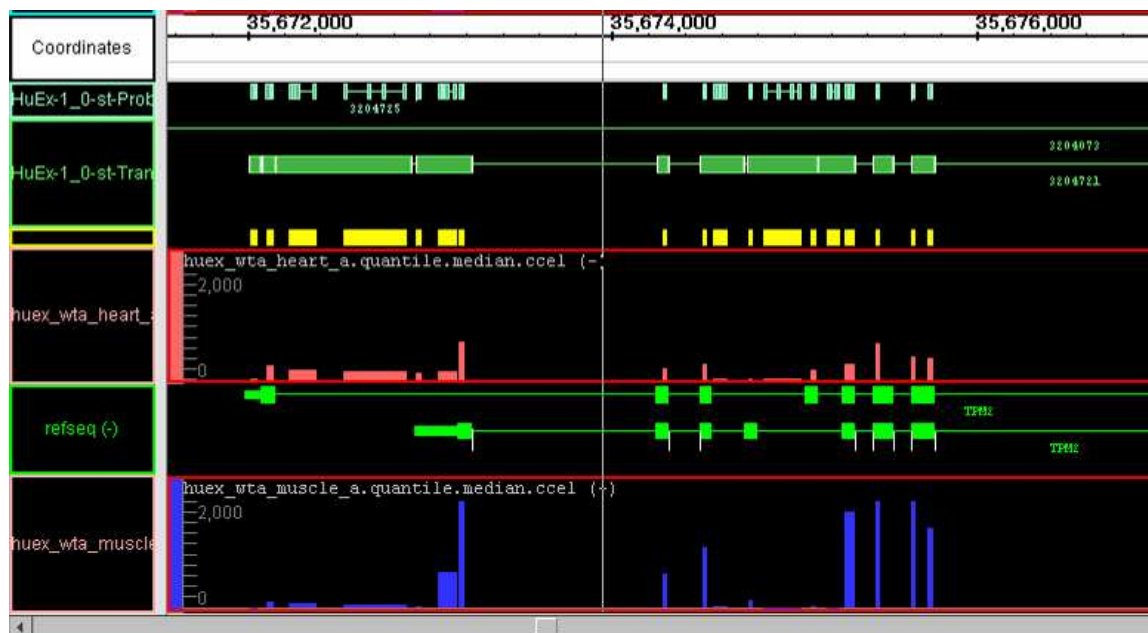 35,672,000 35,674,000 35,676,000
Coordinates
HuEx-1_0-st-Prob
3204725
3204073
HuEx-1_0-st-Tran
3204721
huex_wta_heart_a.quantile.median.ccel (-
2,000
huex_wta_heart_a
0
TPM2
refseq (-)
TPM2
huex_wta_muscle_a.quantile.median.ccel (-)
2,000
huex_wta_muscle
0